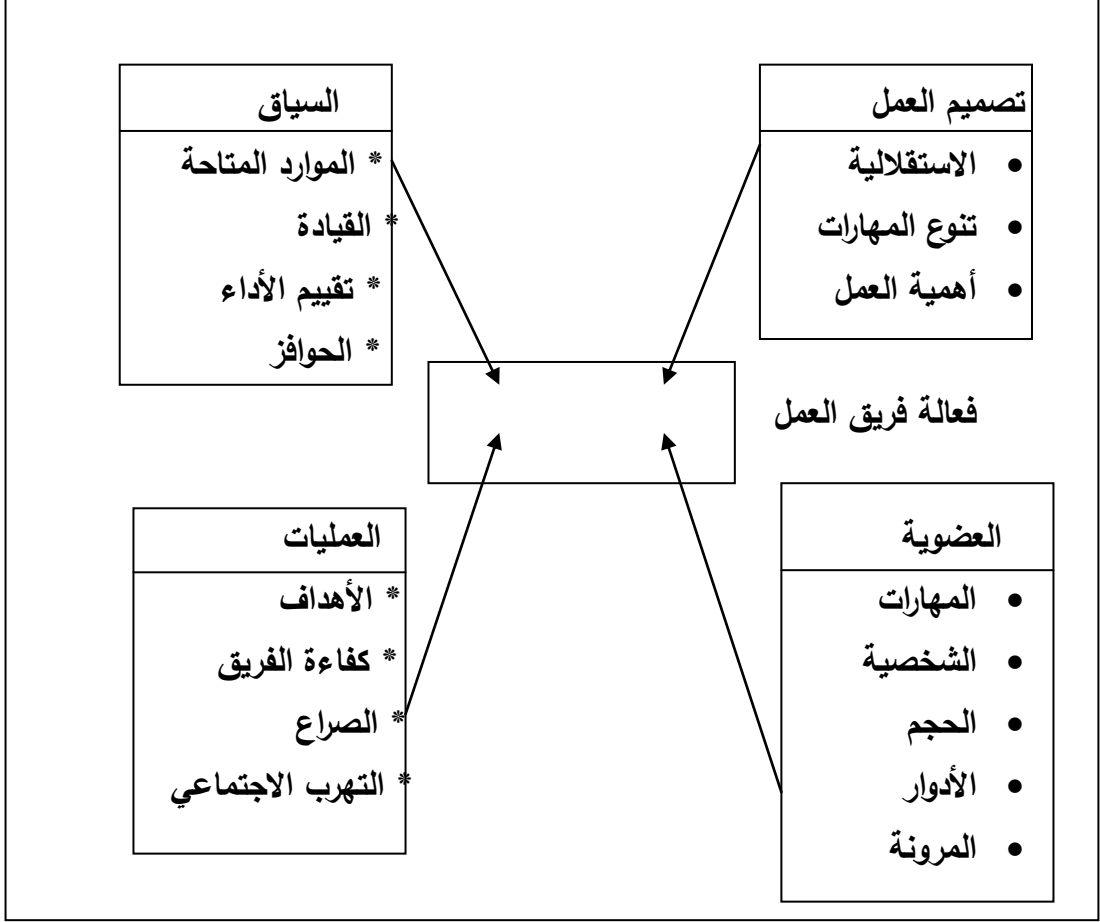 تصميم العمل
• الاستقلالية
• تنوع المهارات
• أهمية العمل
السياق
* الموارد المتاحة
* القيادة
* تقييم الأداء
* الحوافز
فعالة فريق العمل
العضوية
• المهارات
• الشخصية
• الحجم
• الأدوار
• المرونة
العمليات
* الأهداف
* كفاءة الفريق
* الصراع
* التهرب الاجتماعي